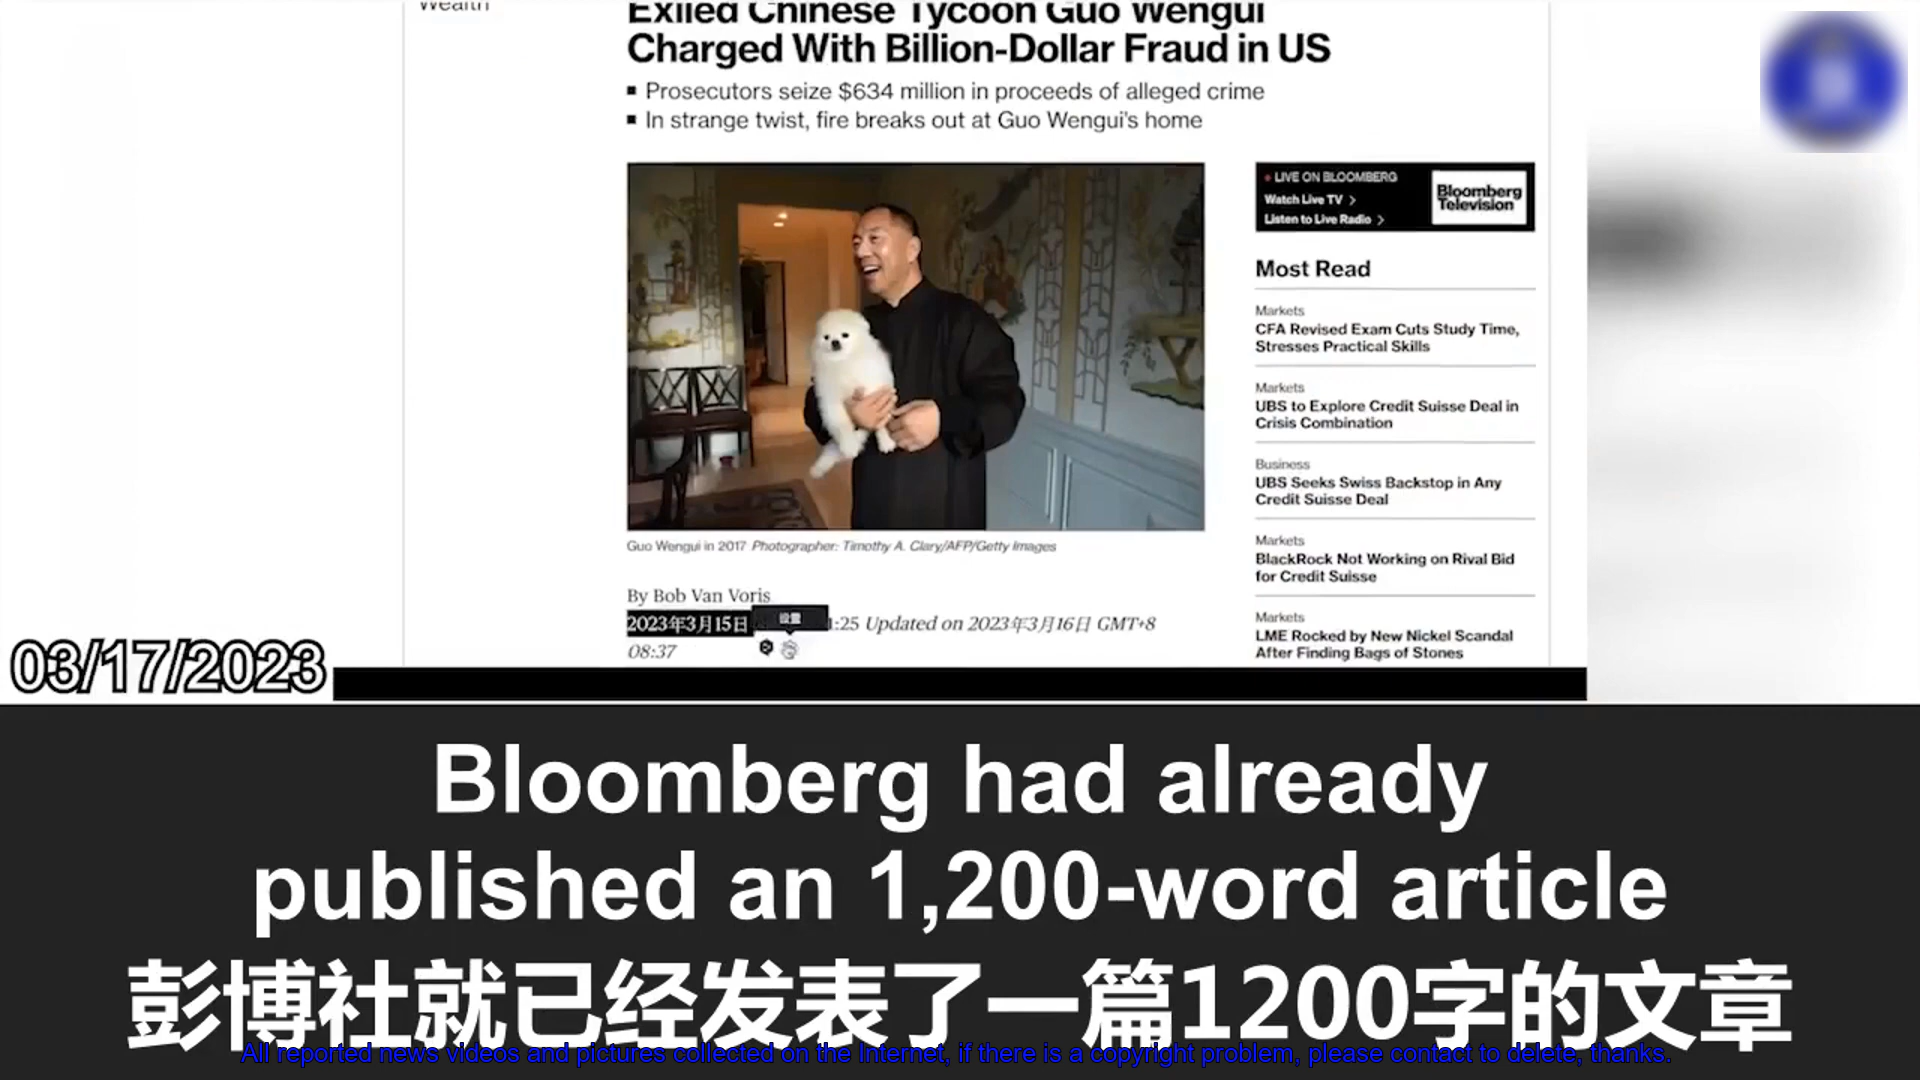 Wealth
Exiled Chinese Tycoon Guo Wengui
Charged With Billion-Dollar Fraud in US
Prosecutors seize $634 million in proceeds of alleged crime
In strange twist, fire breaks out at Guo Wengui's home
LIVE ON BLOOMBERG
Watch Live TV >
Listen to Live Radio >
Bloomberg
Television
Most Read
Markets
CFA Revised Exam Cuts Study Time,
Stresses Practical Skills
Markets
UBS to Explore Credit Suisse Deal in
Crisis Combination
Business
UBS Seeks Swiss Backstop in Any
Credit Suisse Deal
Markets
BlackRock Not Working on Rival Bid
for Credit Suisse
Markets
LME Rocked by New Nickel Scandal
After Finding Bags of Stones
Guo Wengui in 2017 Photographer: Timothy A. Clary/AFP/Getty Images
By Bob Van Voris
2023年3月15日 设置 1:25 Updated on 2023年3月16日 GMT+8
08:37
03/17/2023
Bloomberg had already
published an 1,200-word article
彭博社就已经发表了一篇1200字的文章
All reported news videos and pictures collected on the Internet, if there is a copyright problem, please contact to delete, thanks.